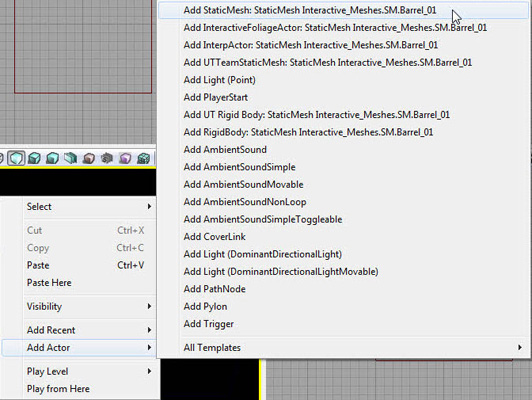 Add StaticMesh: StaticMesh Interactive_Meshes.SM.Barrel_01
Add InteractiveFoliageActor: StaticMesh Interactive_Meshes.SM.Barrel_01
Add InterpActor: StaticMesh Interactive_Meshes.SM.Barrel_01
Add UTTeamStaticMesh: StaticMesh Interactive_Meshes.SM.Barrel_01
Add Light (Point)
Add PlayerStart
Add UT Rigid Body: StaticMesh Interactive_Meshes.SM.Barrel_01
Add RigidBody: StaticMesh Interactive_Meshes.SM.Barrel_01
Add AmbientSound
Add AmbientSoundSimple
Add AmbientSoundMovable
Add AmbientSoundNonLoop
Add AmbientSoundSimpleToggleable
Add CoverLink
Add Light (DominantDirectionalLight)
Add Light (DominantDirectionalLightMovable)
Add PathNode
Add Pylon
Add Trigger
All Templates
Select
Cut Ctrl+X
Copy Ctrl+C
Paste Ctrl+V
Paste Here
Visibility
Add Recent
Add Actor
Play Level
Play from Here